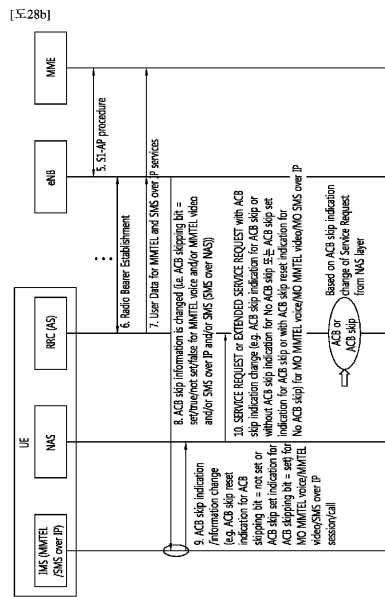 [도28b]
UE
IMS (MMTEL
/SMS over IP)
NAS
RRC (AS)
eNB
MME
5. S1-AP procedure
6. Radio Bearer Establishment
7. User Data for MMTEL and SMS over IP services
8. ACB skip information is changed (i.e. ACB skipping bit =
set/true/not set/false for MMTEL voice and/or MMTEL video
and/or SMS over IP and/or SMS (SMS over NAS))
9. ACB skip indication
/information change
(e.g. ACB skip reset
indication for ACB
skipping bit = not set or
ACB skip set indication for
ACB skipping bit = set) for
MO MMTEL voice/MMTEL
video/SMS over IP
session/call
10. SERVICE REQUEST or EXTENDED SERVICE REQUEST with ACB
skip indication change (e.g. ACB skip indication for ACB skip or
without ACB skip indication for No ACB skip 또는 ACB skip set
indication for ACB skip or with ACB skip reset indication for
No ACB skip) for MO MMTEL voice/MO MMTEL video/MO SMS over IP
ACB or
ACB skip
Based on ACB skip indication
change of Service Request
from NAS layer